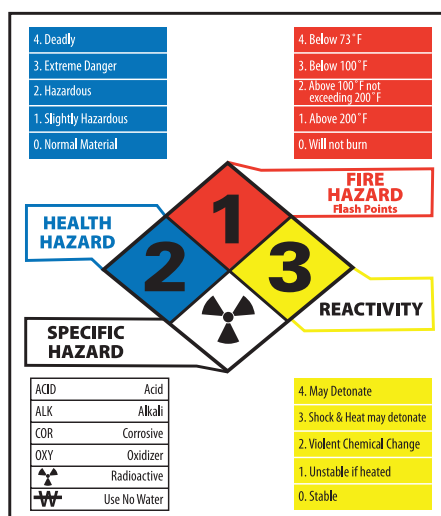 4. Deadly
3. Extreme Danger
2. Hazardous
1. Slightly Hazardous
0. Normal Material
4. Below 73˚F
3. Below 100˚F
2. Above 100˚F not
exceeding 200˚F
1. Above 200˚F
0. Will not burn
FIRE
HAZARD
Flash Points
HEALTH
HAZARD
1
2
3
REACTIVITY
SPECIFIC
HAZARD
ACID Acid
ALK Alkali
COR Corrosive
OXY Oxidizer
Radioactive
W Use No Water
4. May Detonate
3. Shock & Heat may detonate
2. Violent Chemical Change
1. Unstable if heated
0. Stable